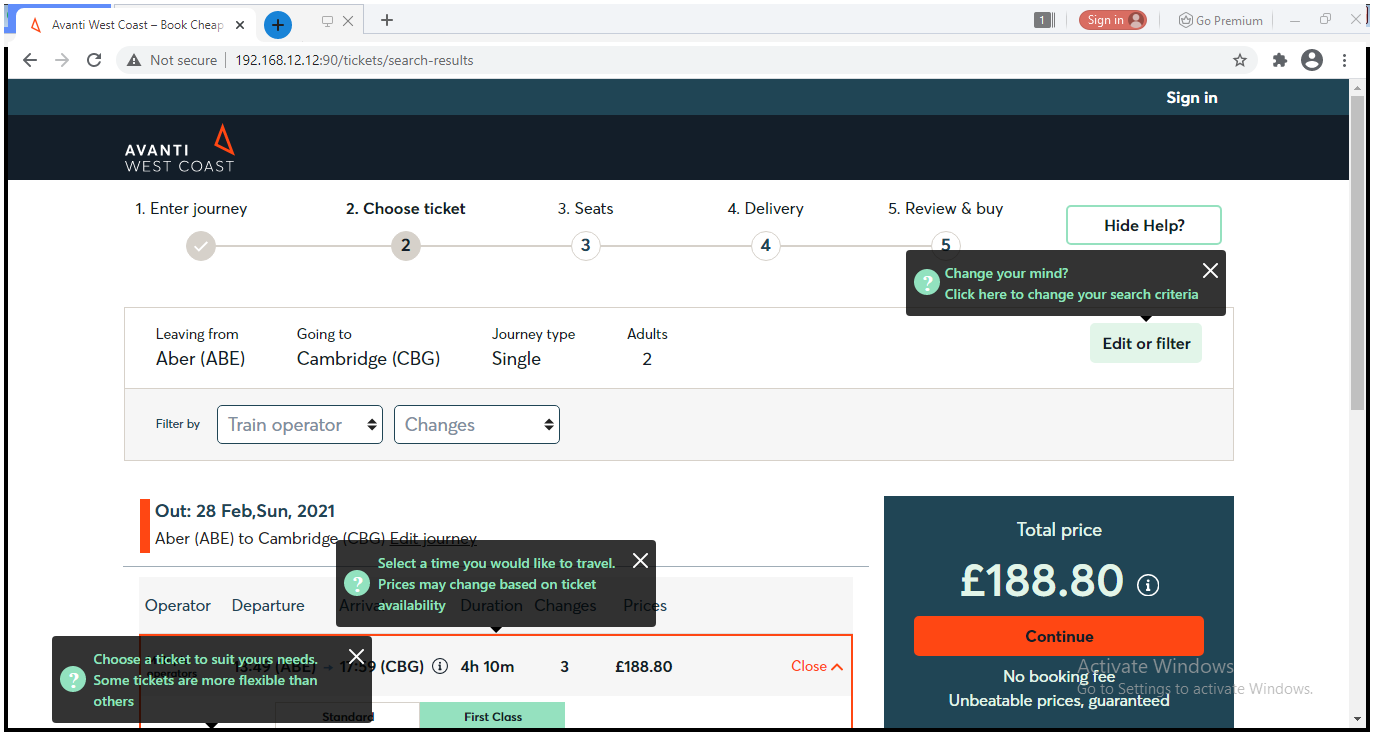 Avanti West Coast – Book Cheap
1
Sign in
Go Premium
Not secure
192.168.12.12:90/tickets/search-results
Sign in
AVANTI
WEST COAST
1. Enter journey
2. Choose ticket
3. Seats
4. Delivery
5. Review & buy
Hide Help?
2
3
4
5
Change your mind?
Click here to change your search criteria
Leaving from
Going to
Journey type
Adults
Aber (ABE)
Cambridge (CBG)
Single
2
Edit or filter
Filter by
Train operator
Changes
Out: 28 Feb,Sun, 2021
Aber (ABE) to Cambridge (CBG) Edit journey
Select a time you would like to travel.
Prices may change based on ticket
availability
Operator
Departure
Arrival
Duration
Changes
Prices
Choose a ticket to suit yours needs.
Some tickets are more flexible than
others
operators
13:49 (ABE) → 17:59 (CBG)
4h 10m
3
£188.80
Close
Standard
First Class
Total price
£188.80
Continue
No booking fee
Unbeatable prices, guaranteed
Activate Windows
Go to Settings to activate Windows.